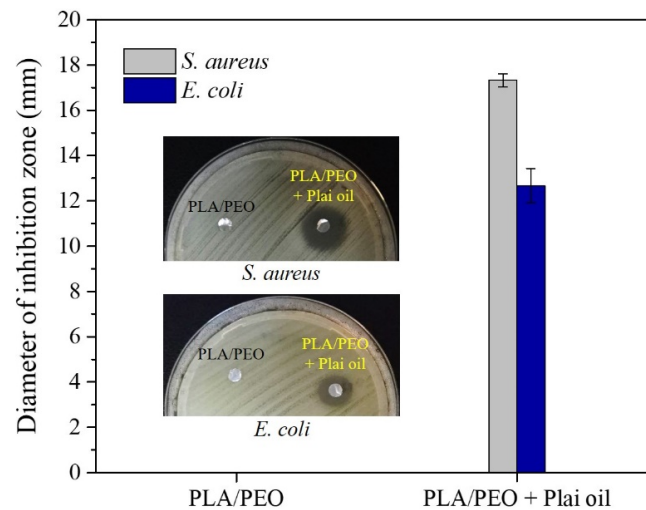 20
18
16
14
12
10
8
6
4
2
0
Diameter of inhibition zone (mm)
S. aureus
E. coli
PLA/PEO
PLA/PEO
+ Plai oil
S. aureus
PLA/PEO
PLA/PEO
+ Plai oil
E. coli
PLA/PEO
PLA/PEO + Plai oil